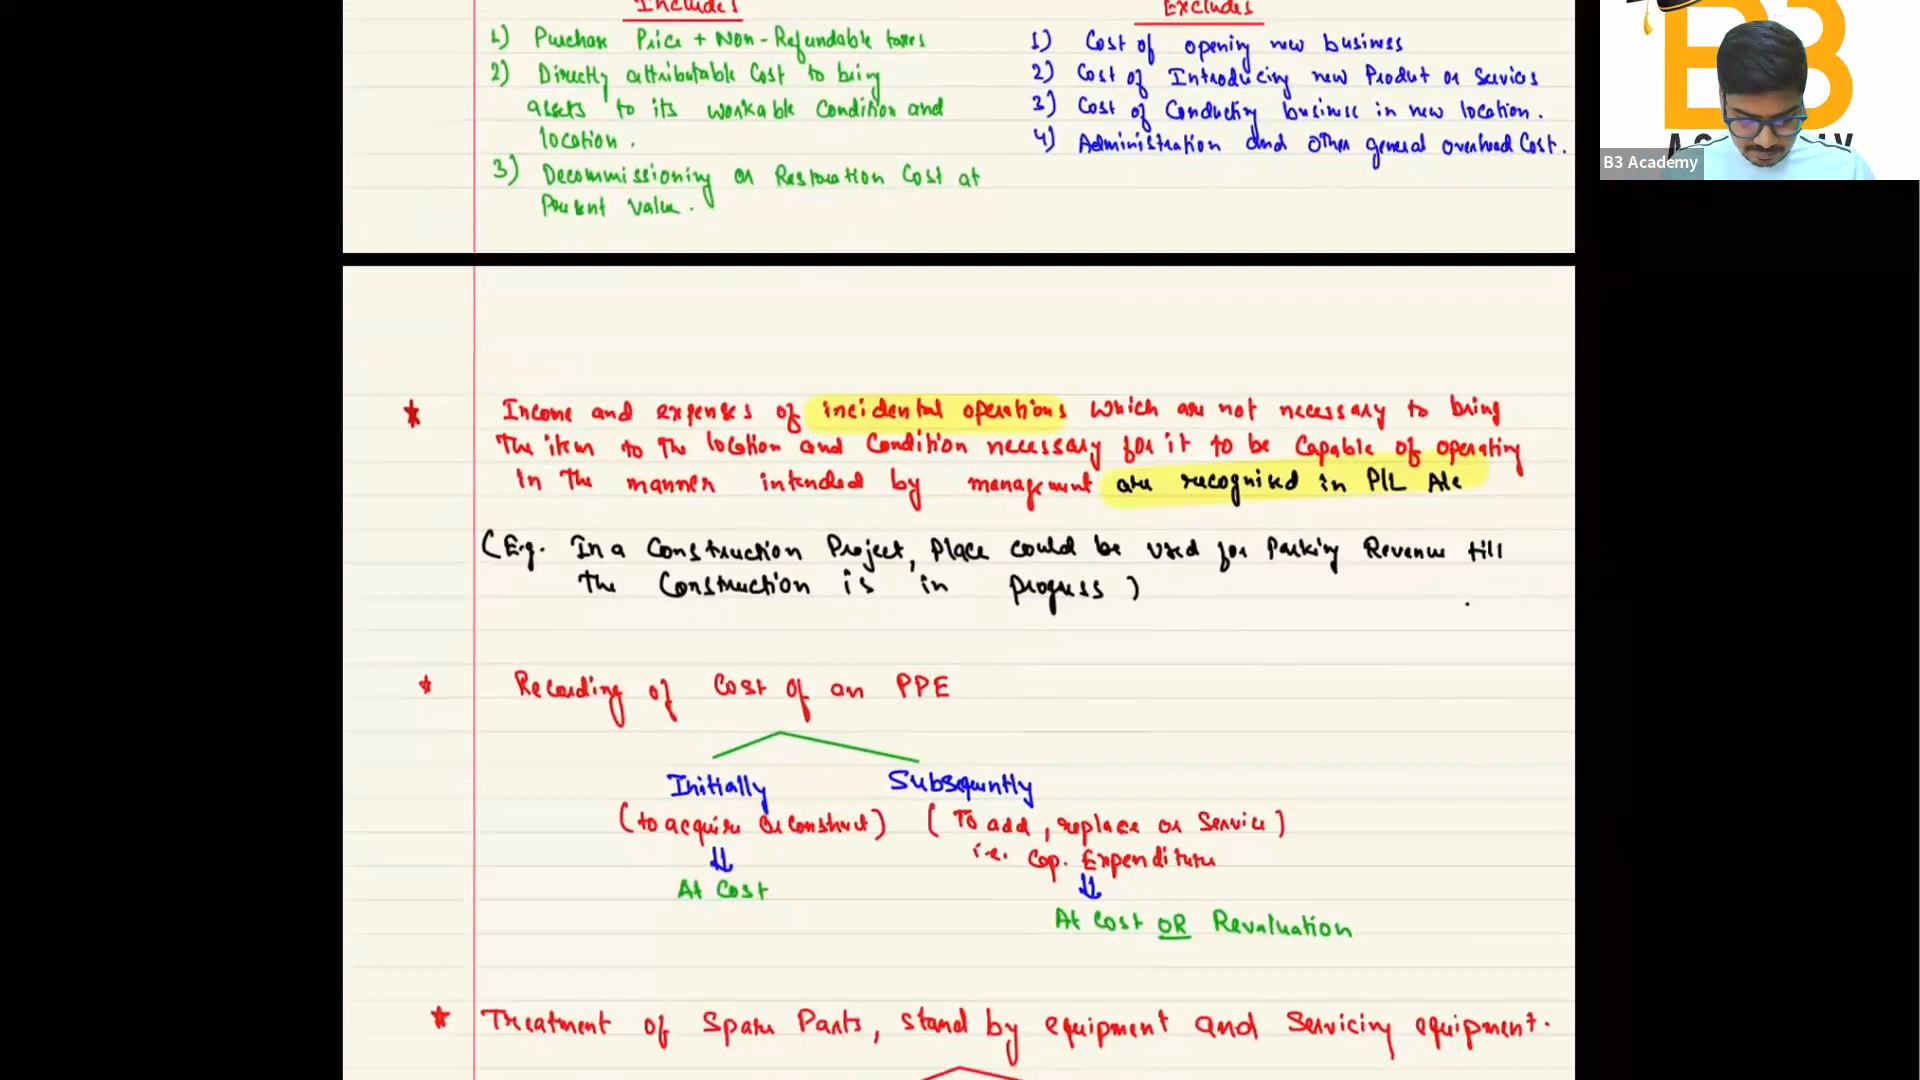 Includes
1) Purchase Price + Non-Refundable taxes
2) Directly attributable Cost to bring
assets to its workable Condition and
location.
3) Decommissioning or Restoration Cost at
Present Value.
Excludes
1) Cost of opening new business
2) Cost of Introducing new Product or Services
3) Cost of Conducting business in new location.
4) Administration and other general overhead Cost.
B3
B3 Academy
★ Income and expenses of incidental operations which are not necessary to bring
the item to the location and Condition necessary for it to be Capable of operating
in the manner intended by management are recognised in P/L A/c
(E.g. In a Construction Project, Place could be used for Parking Revenue till
the Construction is in progress)
★ Recording of Cost of an PPE
Initially Subsequently
(to acquire or construct) (To add, replace or Service)
i.e. Cap. Expenditure
At Cost
At Cost OR Revaluation
★ Treatment of Spare Parts, stand by equipment and Servicing equipment.